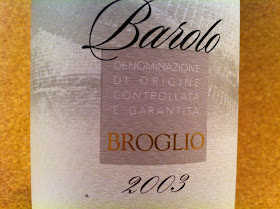 Barolo
DENOMINAZIONE
DI ORIGINE
CONTROLLATA
E GARANTITA
BROGLIO
2003